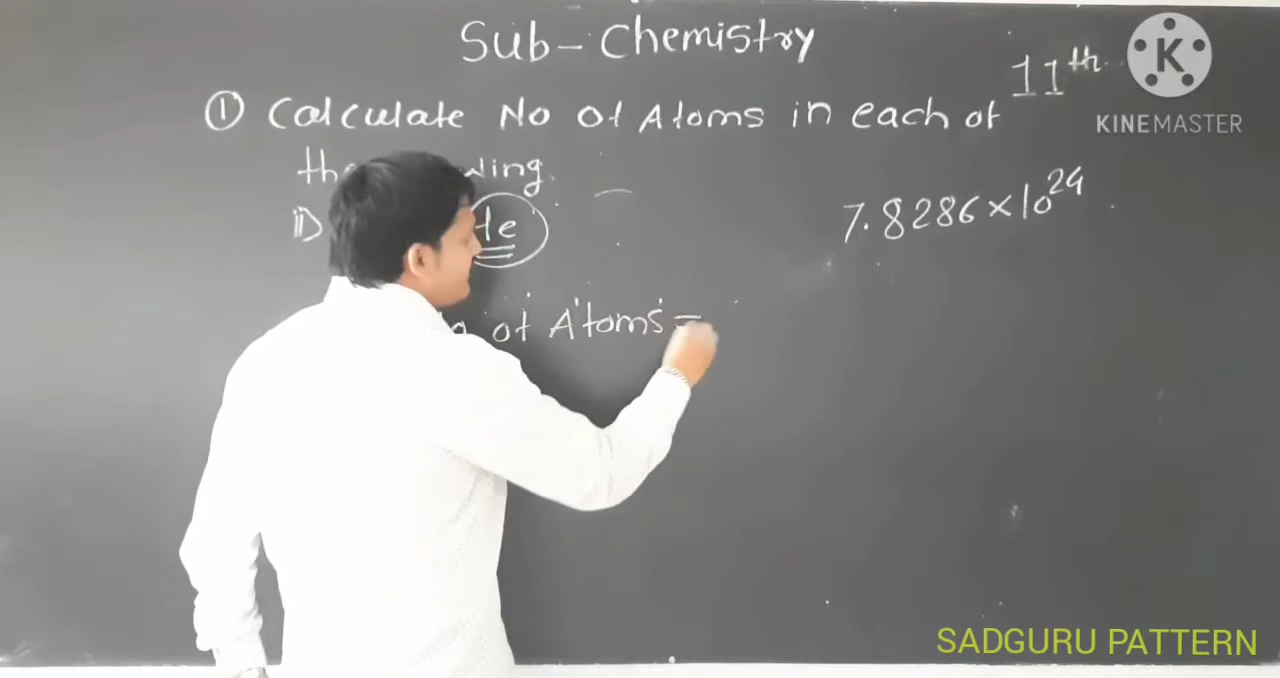 Sub - Chemistry
11th
K
KINEMASTER
① Calculate No of Atoms in each of
ii)
7.8286 × 10²⁴
of Atoms =
SADGURU PATTERN